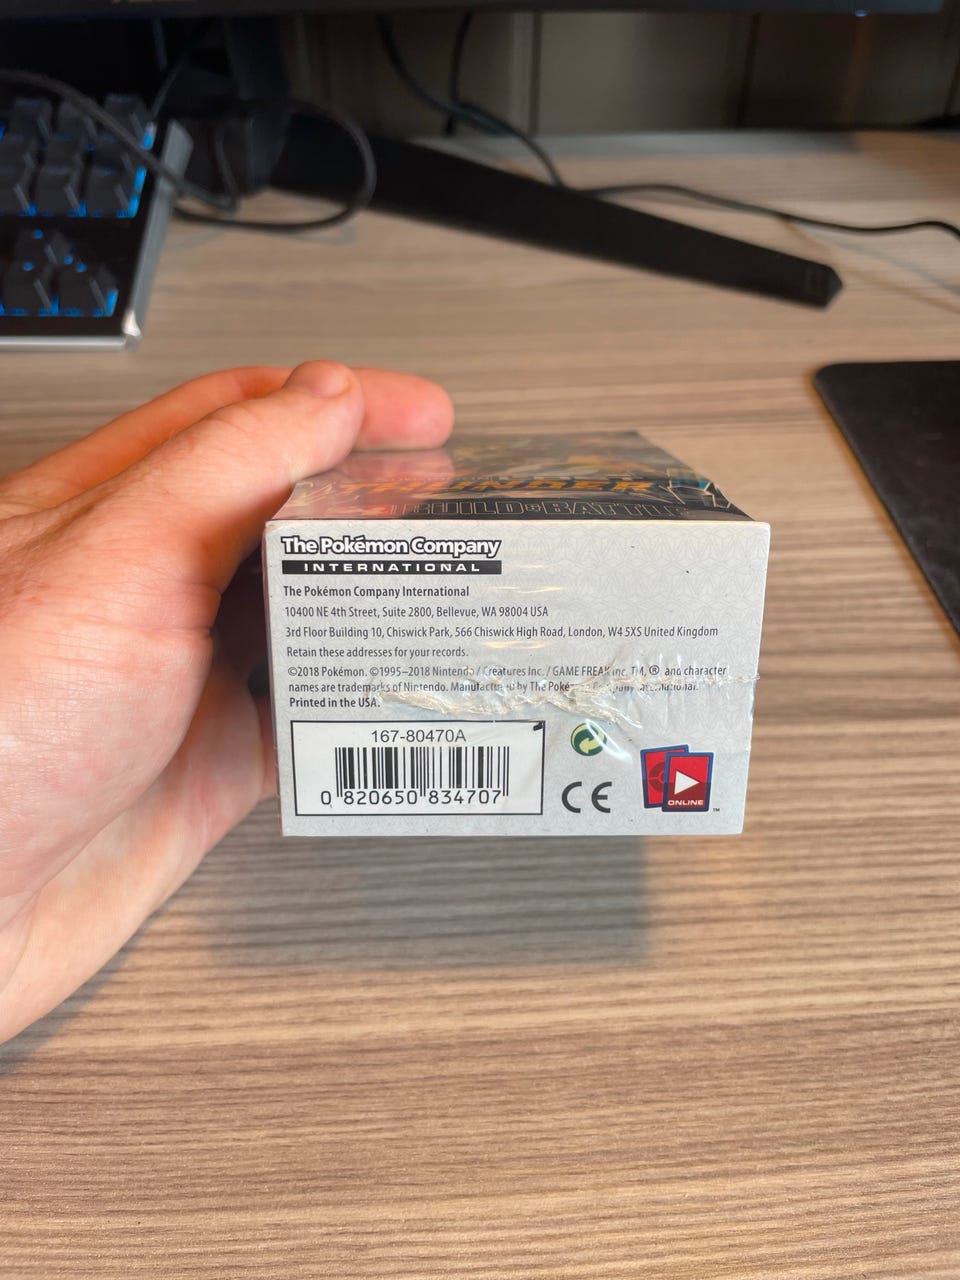 THUNDER
BUILD & BATTLE
The Pokémon Company
INTERNATIONAL
The Pokémon Company International
10400 NE 4th Street, Suite 2800, Bellevue, WA 98004 USA
3rd Floor Building 10, Chiswick Park, 566 Chiswick High Road, London, W4 5XS United Kingdom
Retain these addresses for your records.
©2018 Pokémon. ©1995–2018 Nintendo / Creatures Inc. / GAME FREAK inc. TM, ®, and character
names are trademarks of Nintendo. Manufactured by The Pokémon Company International.
Printed in the USA.
167-80470A
0 820650 834707
CE
ONLINE
TM